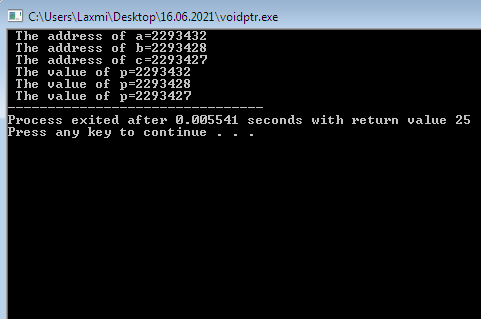 C:\Users\Laxmi\Desktop\16.06.2021\voidptr.exe
The address of a=2293432
The address of b=2293428
The address of c=2293427
The value of p=2293432
The value of p=2293428
The value of p=2293427
--------------------------------
Process exited after 0.005541 seconds with return value 25
Press any key to continue . . .